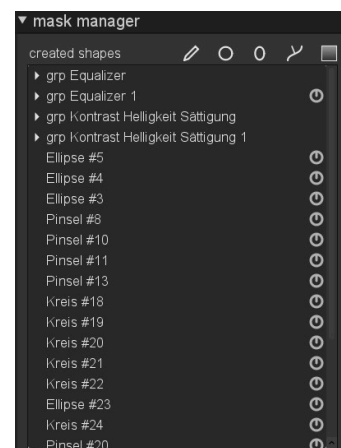 mask manager
created shapes
grp Equalizer
grp Equalizer 1
grp Kontrast Helligkeit Sättigung
grp Kontrast Helligkeit Sättigung 1
Ellipse #5
Ellipse #4
Ellipse #3
Pinsel #8
Pinsel #10
Pinsel #11
Pinsel #13
Kreis #18
Kreis #19
Kreis #20
Kreis #21
Kreis #22
Ellipse #23
Kreis #24
Pinsel #20